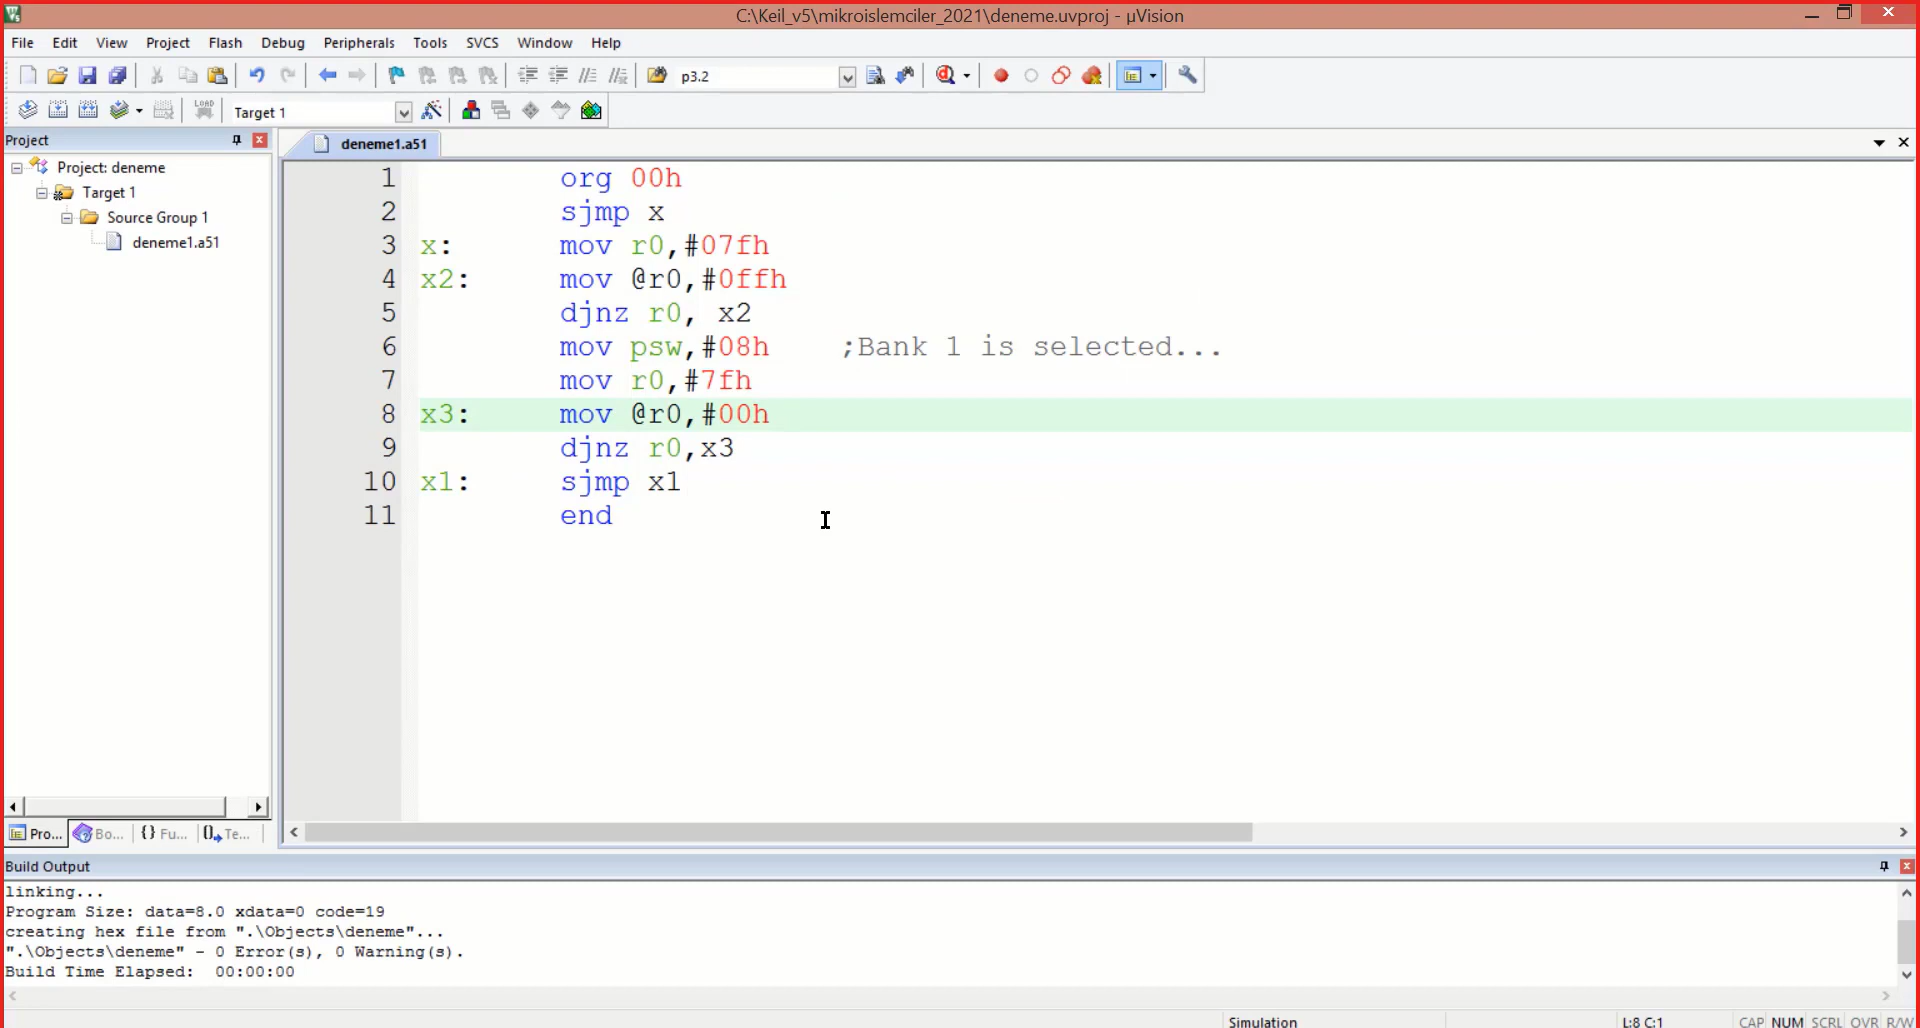 C:\Keil_v5\mikroislemciler_2021\deneme.uvproj - µVision
File Edit View Project Flash Debug Peripherals Tools SVCS Window Help
p3.2
LOAD Target 1
Project
deneme1.a51
Project: deneme
Target 1
Source Group 1
deneme1.a51
1 org 00h
2 sjmp x
3 x: mov r0,#07fh
4 x2: mov @r0,#0ffh
5 djnz r0, x2
6 mov psw,#08h ;Bank 1 is selected...
7 mov r0,#7fh
8 x3: mov @r0,#00h
9 djnz r0,x3
10 x1: sjmp x1
11 end
Pro... Bo... {} Fu... Te...
Build Output
linking...
Program Size: data=8.0 xdata=0 code=19
creating hex file from ".\Objects\deneme"...
".\Objects\deneme" - 0 Error(s), 0 Warning(s).
Build Time Elapsed: 00:00:00
Simulation L:8 C:1 CAP NUM SCRL OVR R/W